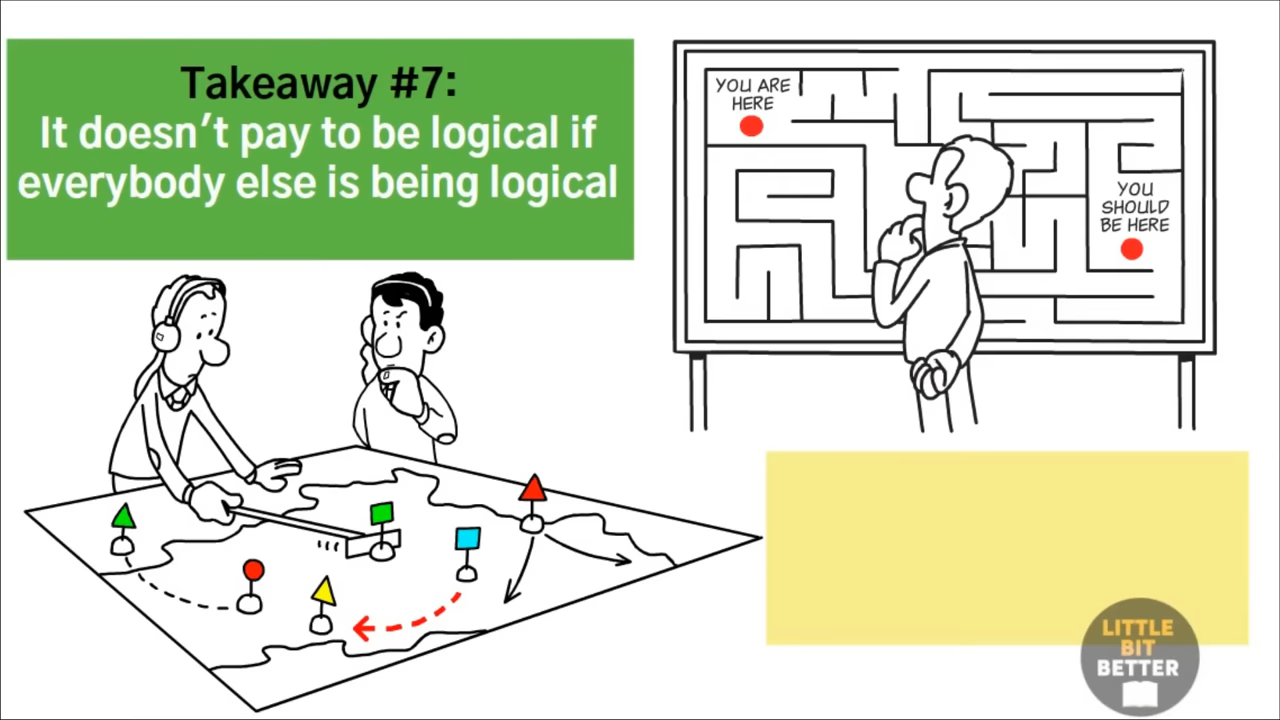 Takeaway #7:
It doesn't pay to be logical if
everybody else is being logical
YOU ARE
HERE
YOU
SHOULD
BE HERE
LITTLE
BIT
BETTER